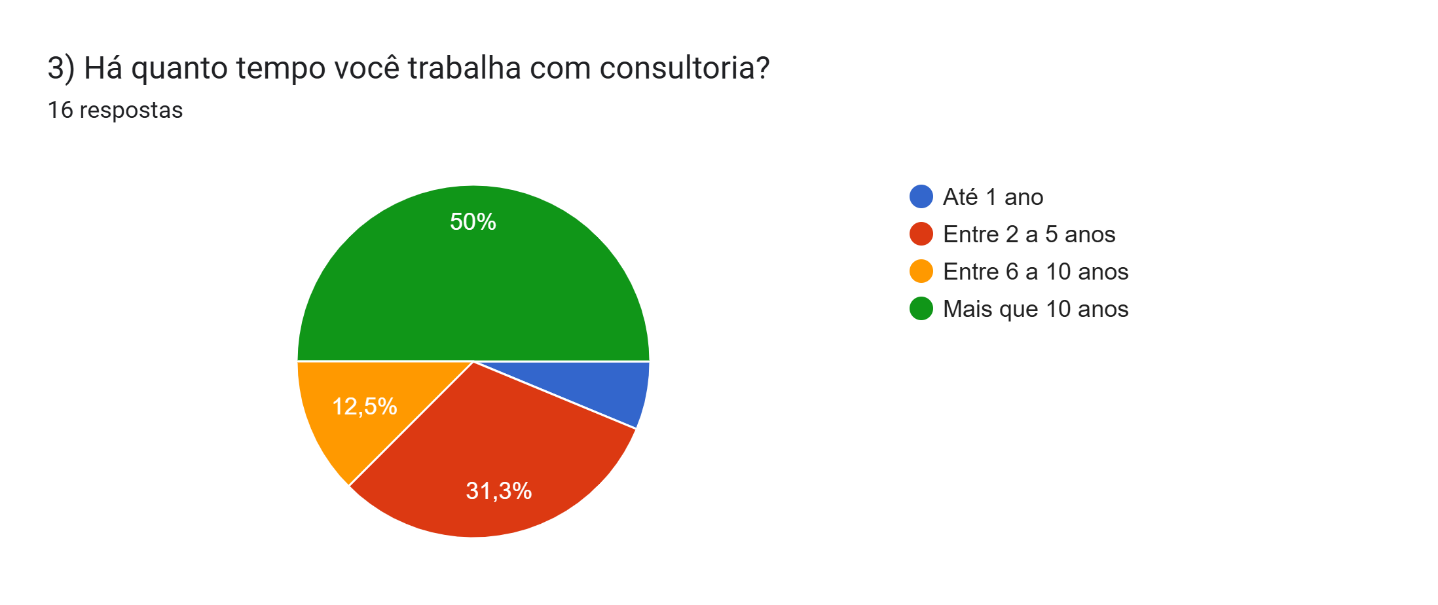 3) Há quanto tempo você trabalha com consultoria?
16 respostas
50%
12,5%
31,3%
Até 1 ano
Entre 2 a 5 anos
Entre 6 a 10 anos
Mais que 10 anos